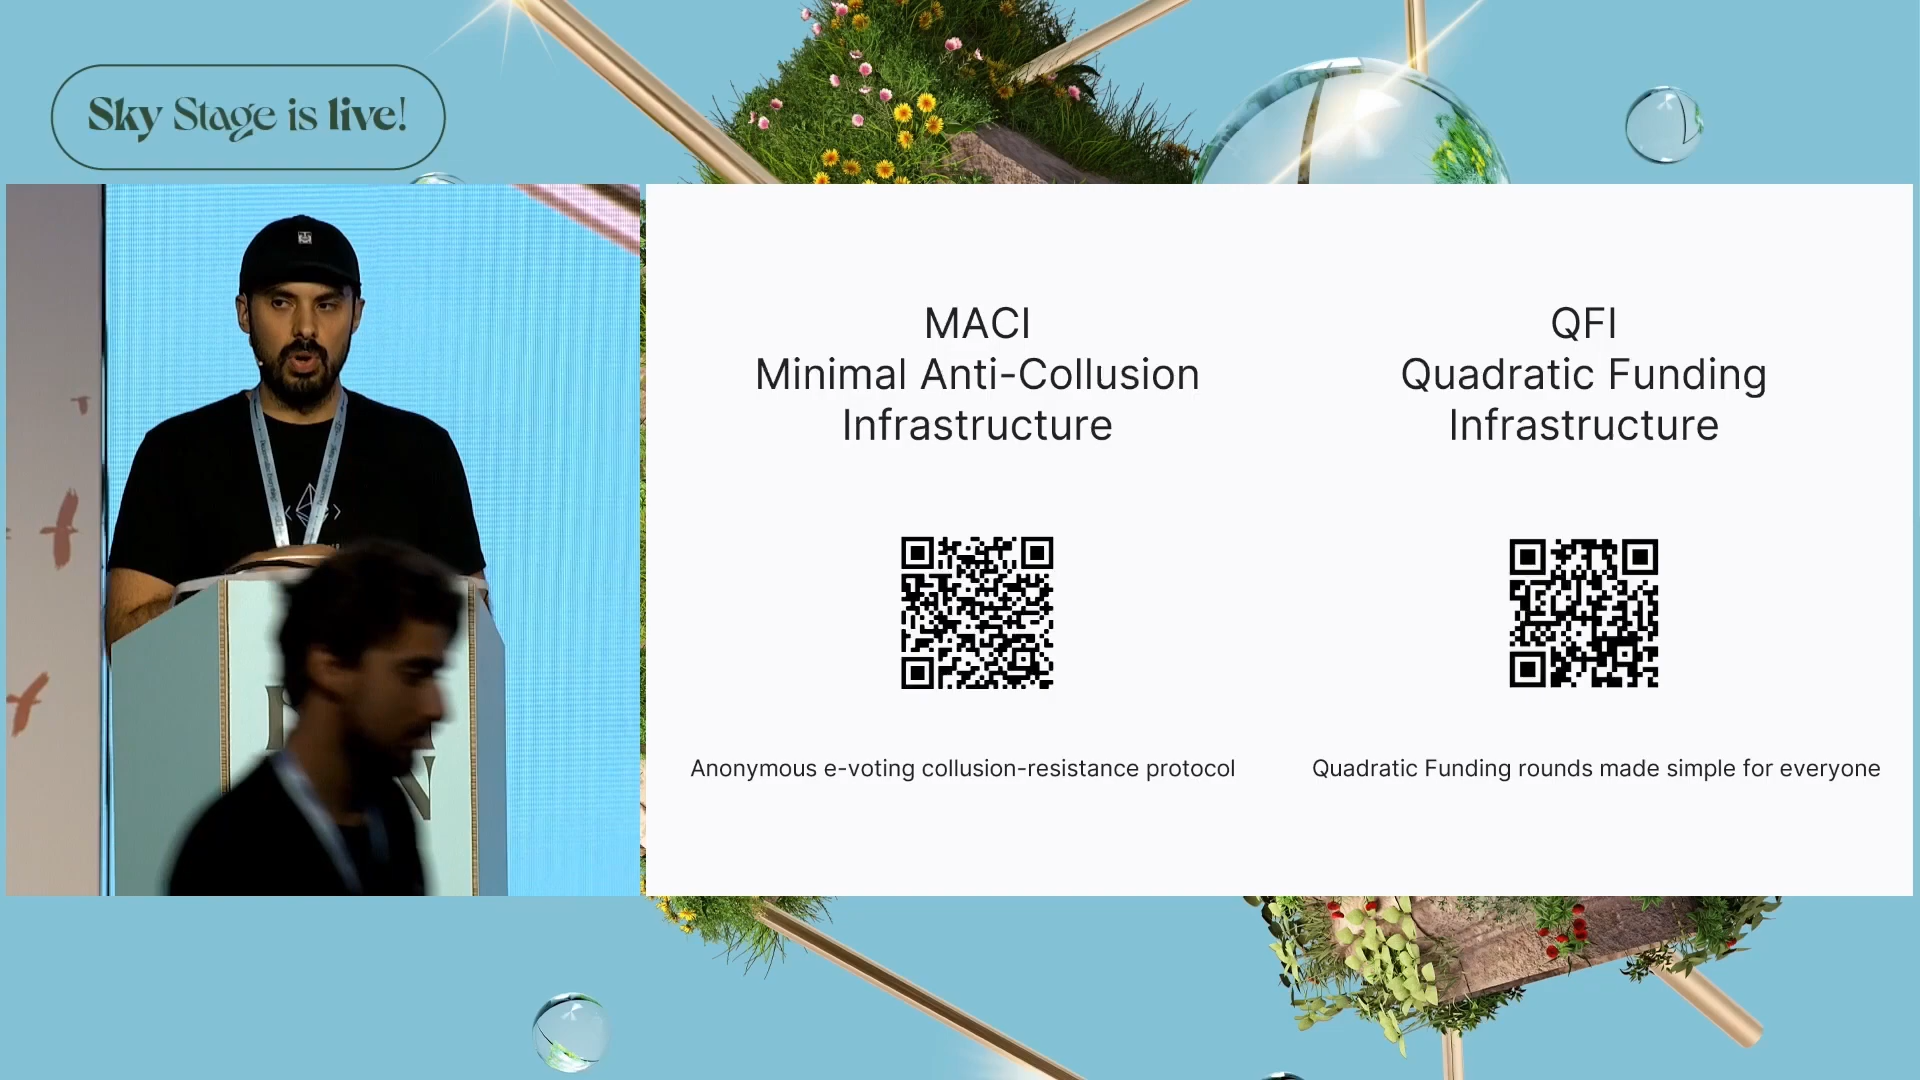 Sky Stage is live!
MACI
Minimal Anti-Collusion
Infrastructure
Anonymous e-voting collusion-resistance protocol
QFI
Quadratic Funding
Infrastructure
Quadratic Funding rounds made simple for everyone